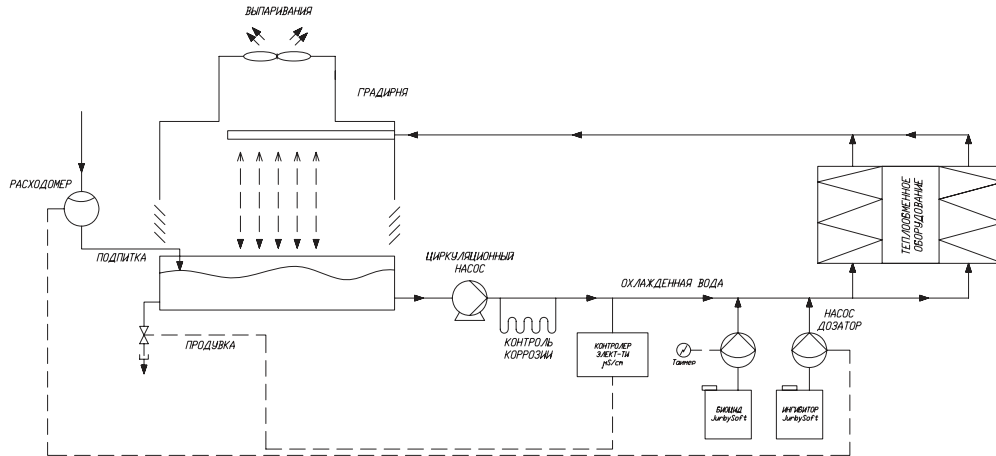 ВЫПАРИВАНИЯ
ГРАДИРНЯ
РАСХОДОМЕР
ПОДПИТКА
ПРОДУВКА
ЦИРКУЛЯЦИОННЫЙ
НАСОС
КОНТРОЛЬ
КОРРОЗИИ
ОХЛАЖДЕННАЯ ВОДА
КОНТРОЛЕР
ЭЛЕКТ-ТИ
µS/cm
Таймер
НАСОС
ДОЗАТОР
БИОЦИД
JurbySoft
ИНГИБИТОР
JurbySoft
ТЕПЛООБМЕННОЕ
ОБОРУДОВАНИЕ